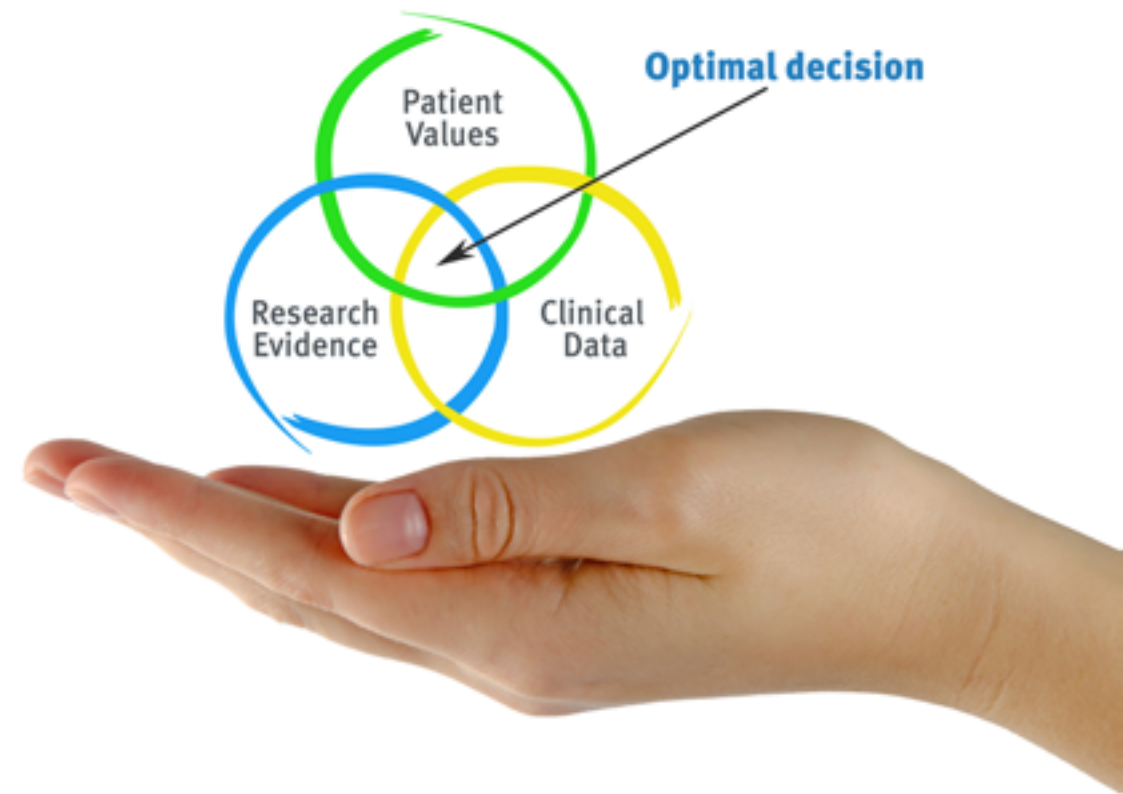 Optimal decision
Patient
Values
Research
Evidence
Clinical
Data